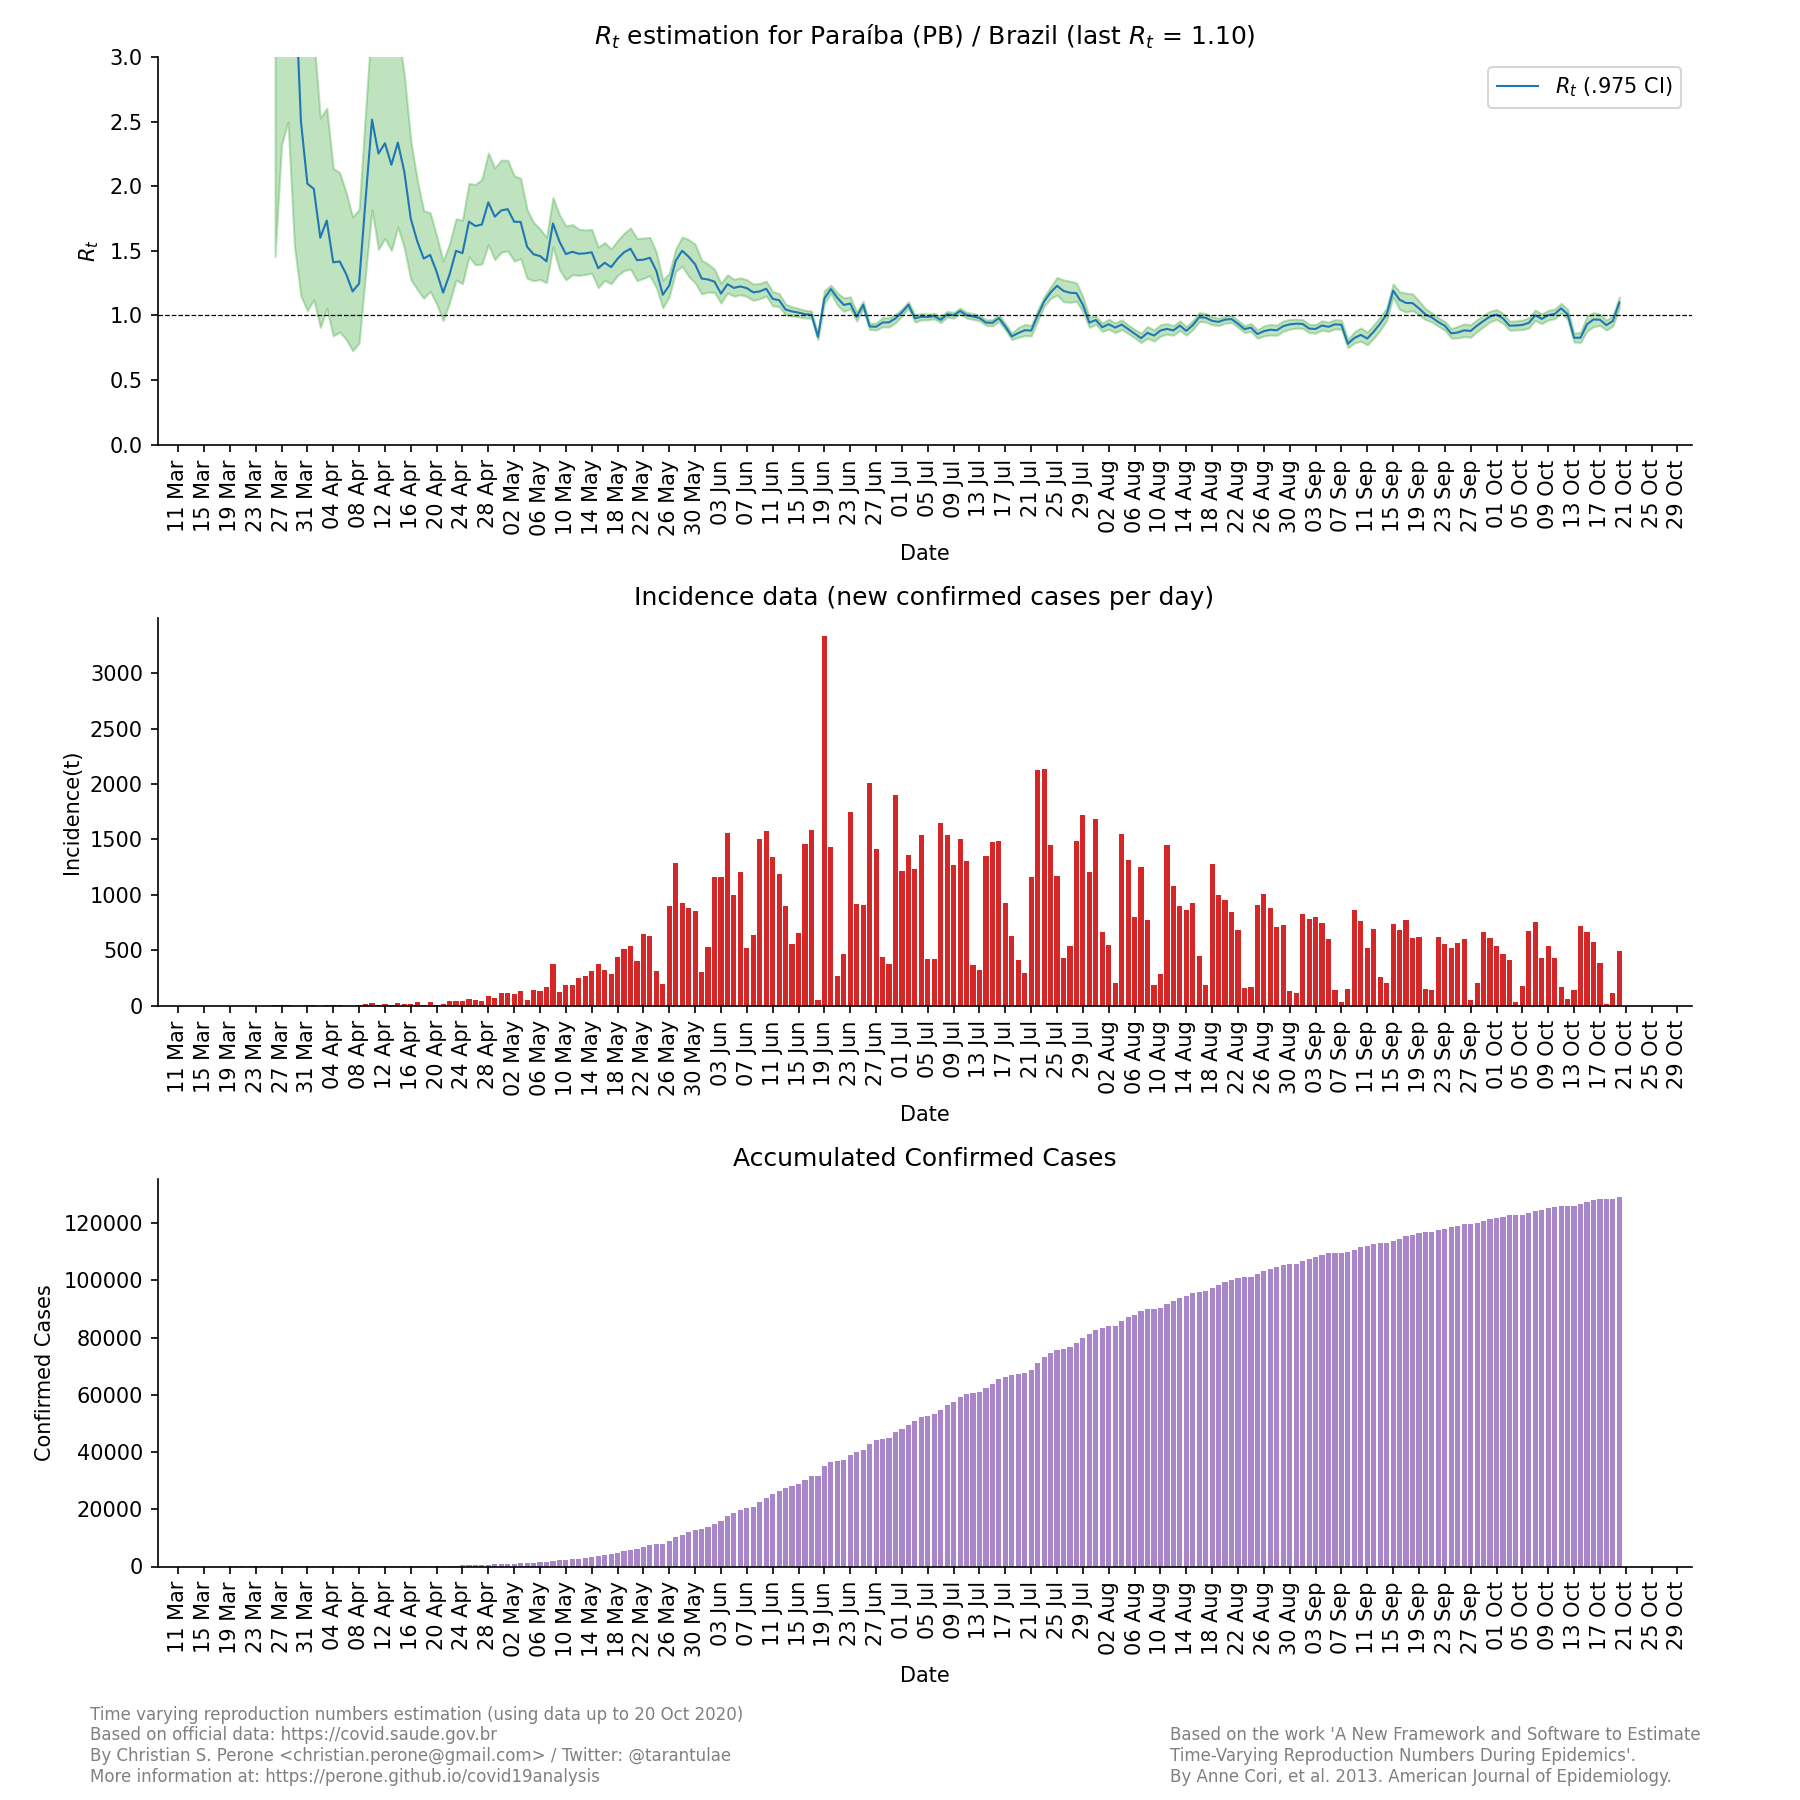 R_t estimation for Paraíba (PB) / Brazil (last R_t = 1.10)
3.0
2.5
2.0
1.5
1.0
0.5
0.0
R_t
R_t (.975 CI)
11 Mar 15 Mar 19 Mar 23 Mar 27 Mar 31 Mar 04 Apr 08 Apr 12 Apr 16 Apr 20 Apr 24 Apr 28 Apr 02 May 06 May 10 May 14 May 18 May 22 May 26 May 30 May 03 Jun 07 Jun 11 Jun 15 Jun 19 Jun 23 Jun 27 Jun 01 Jul 05 Jul 09 Jul 13 Jul 17 Jul 21 Jul 25 Jul 29 Jul 02 Aug 06 Aug 10 Aug 14 Aug 18 Aug 22 Aug 26 Aug 30 Aug 03 Sep 07 Sep 11 Sep 15 Sep 19 Sep 23 Sep 27 Sep 01 Oct 05 Oct 09 Oct 13 Oct 17 Oct 21 Oct 25 Oct 29 Oct
Date
Incidence data (new confirmed cases per day)
3000
2500
2000
1500
1000
500
0
Incidence(t)
11 Mar 15 Mar 19 Mar 23 Mar 27 Mar 31 Mar 04 Apr 08 Apr 12 Apr 16 Apr 20 Apr 24 Apr 28 Apr 02 May 06 May 10 May 14 May 18 May 22 May 26 May 30 May 03 Jun 07 Jun 11 Jun 15 Jun 19 Jun 23 Jun 27 Jun 01 Jul 05 Jul 09 Jul 13 Jul 17 Jul 21 Jul 25 Jul 29 Jul 02 Aug 06 Aug 10 Aug 14 Aug 18 Aug 22 Aug 26 Aug 30 Aug 03 Sep 07 Sep 11 Sep 15 Sep 19 Sep 23 Sep 27 Sep 01 Oct 05 Oct 09 Oct 13 Oct 17 Oct 21 Oct 25 Oct 29 Oct
Date
Accumulated Confirmed Cases
120000
100000
80000
60000
40000
20000
0
Confirmed Cases
11 Mar 15 Mar 19 Mar 23 Mar 27 Mar 31 Mar 04 Apr 08 Apr 12 Apr 16 Apr 20 Apr 24 Apr 28 Apr 02 May 06 May 10 May 14 May 18 May 22 May 26 May 30 May 03 Jun 07 Jun 11 Jun 15 Jun 19 Jun 23 Jun 27 Jun 01 Jul 05 Jul 09 Jul 13 Jul 17 Jul 21 Jul 25 Jul 29 Jul 02 Aug 06 Aug 10 Aug 14 Aug 18 Aug 22 Aug 26 Aug 30 Aug 03 Sep 07 Sep 11 Sep 15 Sep 19 Sep 23 Sep 27 Sep 01 Oct 05 Oct 09 Oct 13 Oct 17 Oct 21 Oct 25 Oct 29 Oct
Date
Time varying reproduction numbers estimation (using data up to 20 Oct 2020)
Based on official data: https://covid.saude.gov.br
By Christian S. Perone <christian.perone@gmail.com> / Twitter: @tarantulae
More information at: https://perone.github.io/covid19analysis
Based on the work 'A New Framework and Software to Estimate
Time-Varying Reproduction Numbers During Epidemics'.
By Anne Cori, et al. 2013. American Journal of Epidemiology.